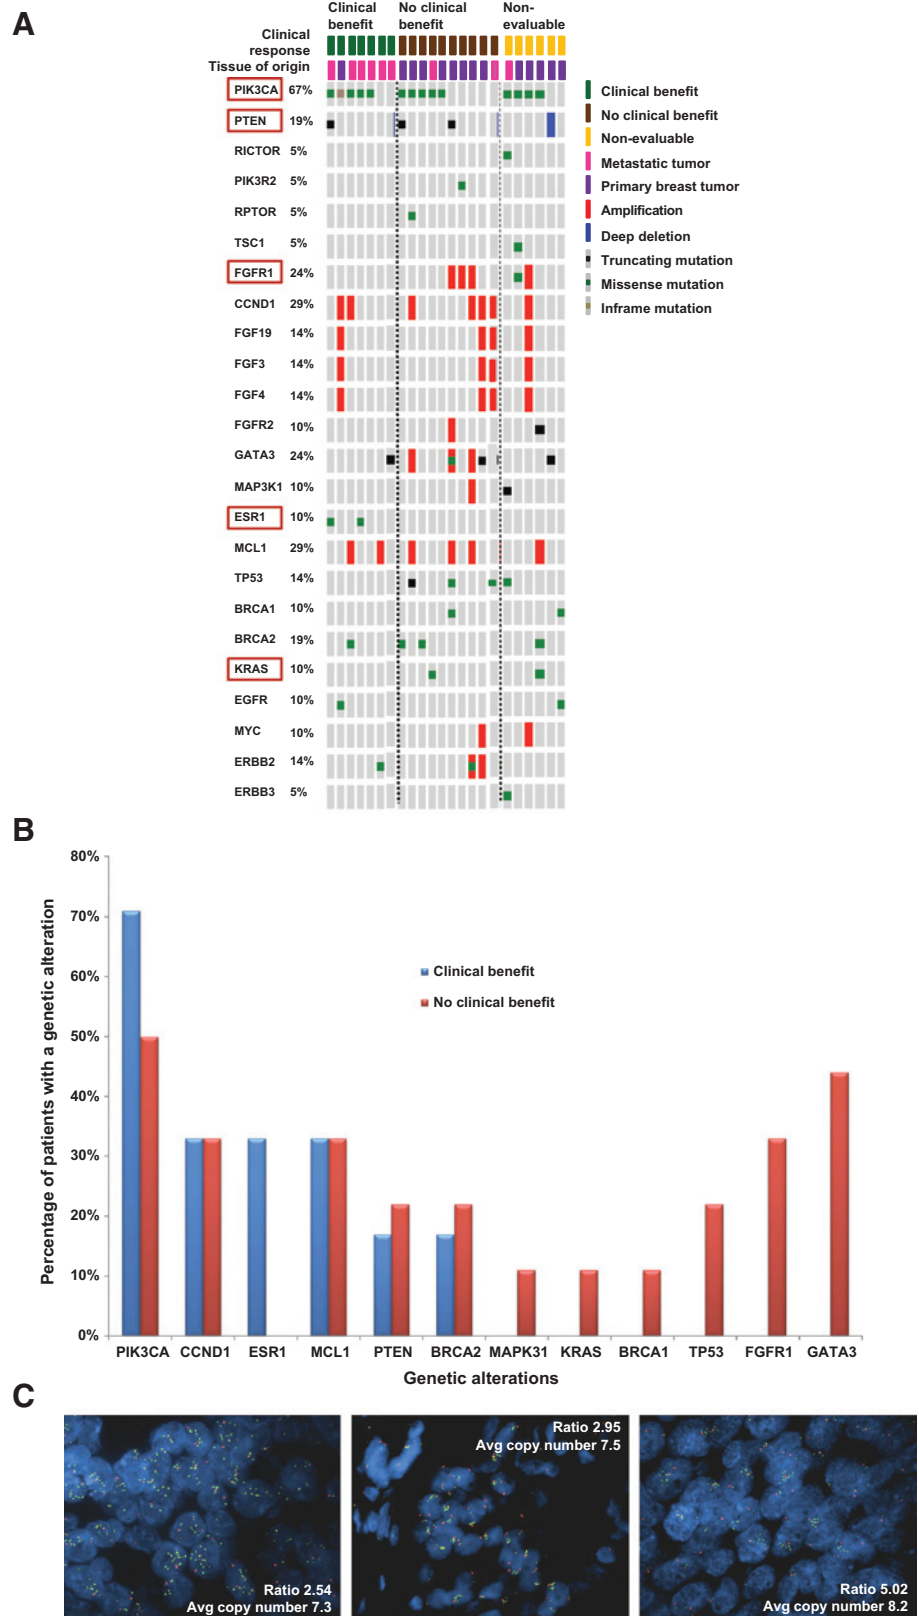 A
Clinical benefit
No clinical benefit
Non-evaluable
Clinical response
Tissue of origin
PIK3CA 67%
PTEN 19%
RICTOR 5%
PIK3R2 5%
RPTOR 5%
TSC1 5%
FGFR1 24%
CCND1 29%
FGF19 14%
FGF3 14%
FGF4 14%
FGFR2 10%
GATA3 24%
MAP3K1 10%
ESR1 10%
MCL1 29%
TP53 14%
BRCA1 10%
BRCA2 19%
KRAS 10%
EGFR 10%
MYC 10%
ERBB2 14%
ERBB3 5%
Clinical benefit
No clinical benefit
Non-evaluable
Metastatic tumor
Primary breast tumor
Amplification
Deep deletion
Truncating mutation
Missense mutation
Inframe mutation
B
Percentage of patients with a genetic alteration
80%
70%
60%
50%
40%
30%
20%
10%
0%
Clinical benefit
No clinical benefit
PIK3CA CCND1 ESR1 MCL1 PTEN BRCA2 MAPK31 KRAS BRCA1 TP53 FGFR1 GATA3
Genetic alterations
C
Ratio 2.54
Avg copy number 7.3
Ratio 2.95
Avg copy number 7.5
Ratio 5.02
Avg copy number 8.2